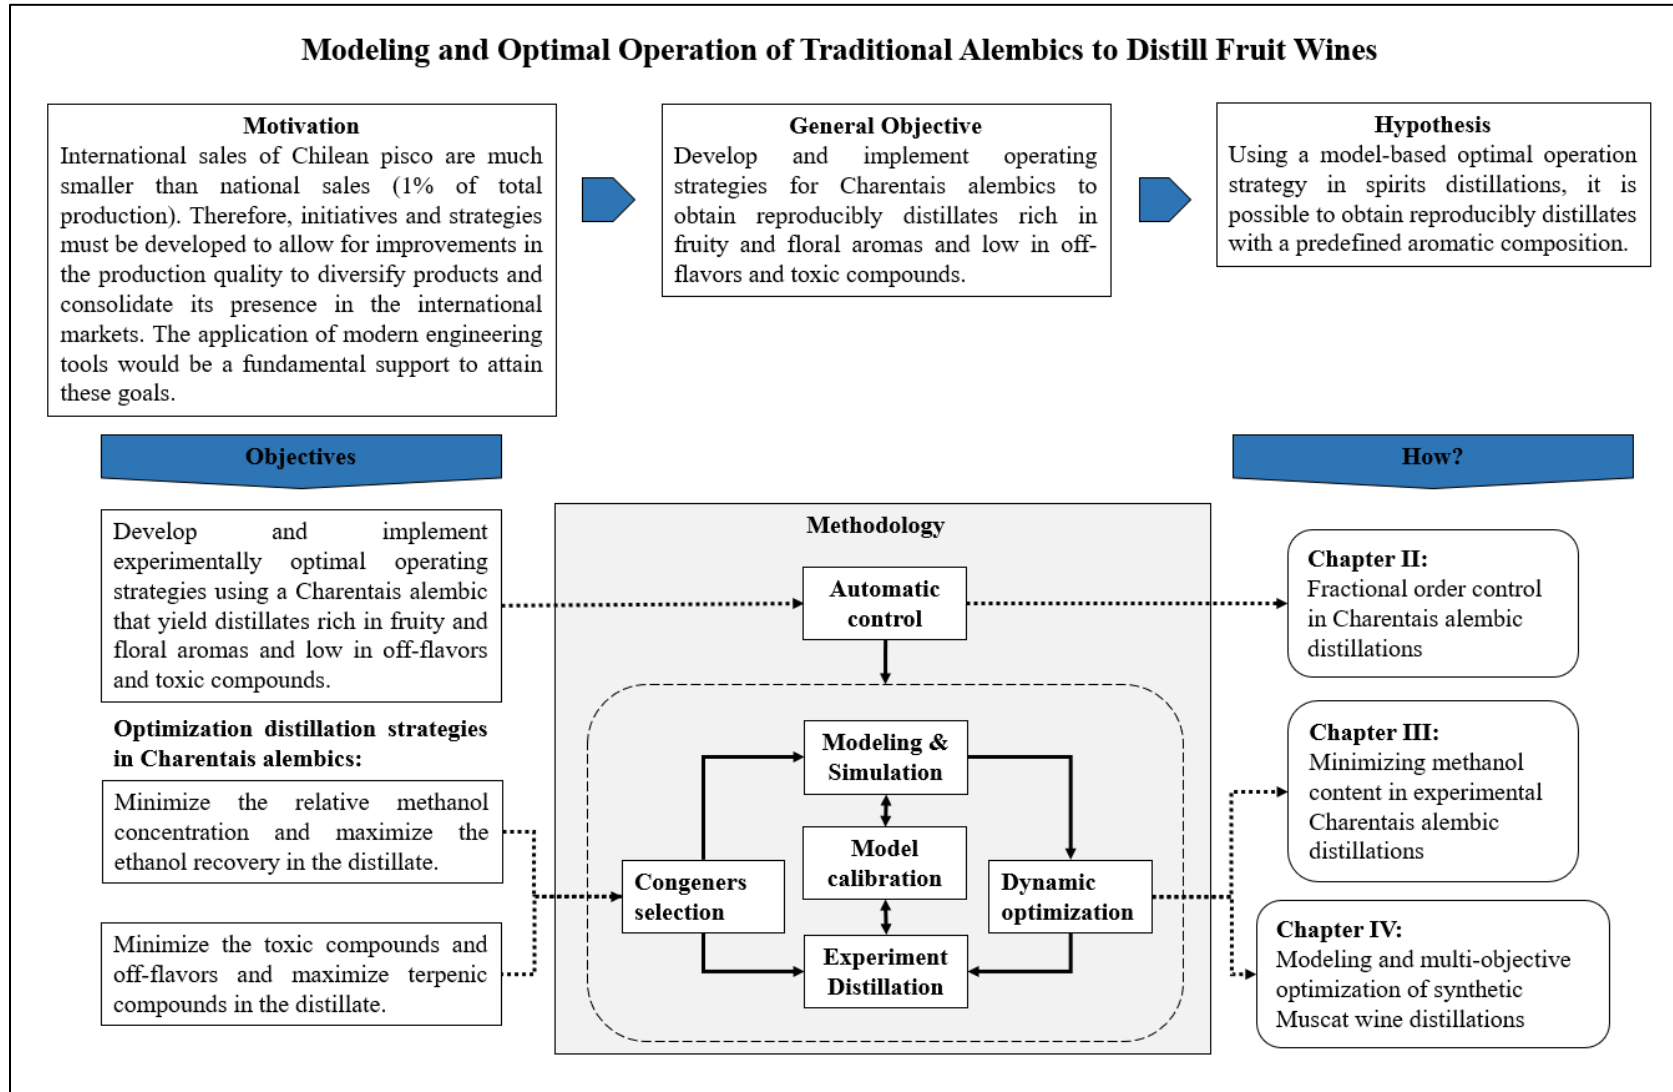 Modeling and Optimal Operation of Traditional Alembics to Distill Fruit Wines
Motivation
International sales of Chilean pisco are much
smaller than national sales (1% of total
production). Therefore, initiatives and strategies
must be developed to allow for improvements in
the production quality to diversify products and
consolidate its presence in the international
markets. The application of modern engineering
tools would be a fundamental support to attain
these goals.
General Objective
Develop and implement operating
strategies for Charentais alembics to
obtain reproducibly distillates rich in
fruity and floral aromas and low in off-
flavors and toxic compounds.
Hypothesis
Using a model-based optimal operation
strategy in spirits distillations, it is
possible to obtain reproducibly distillates
with a predefined aromatic composition.
Objectives
Develop and implement
experimentally optimal operating
strategies using a Charentais alembic
that yield distillates rich in fruity and
floral aromas and low in off-flavors
and toxic compounds.
Optimization distillation strategies
in Charentais alembics:
Minimize the relative methanol
concentration and maximize the
ethanol recovery in the distillate.
Minimize the toxic compounds and
off-flavors and maximize terpenic
compounds in the distillate.
Methodology
Automatic
control
Modeling &
Simulation
Model
calibration
Congeners
selection
Dynamic
optimization
Experiment
Distillation
How?
Chapter II:
Fractional order control
in Charentais alembic
distillations
Chapter III:
Minimizing methanol
content in experimental
Charentais alembic
distillations
Chapter IV:
Modeling and multi-objective
optimization of synthetic
Muscat wine distillations